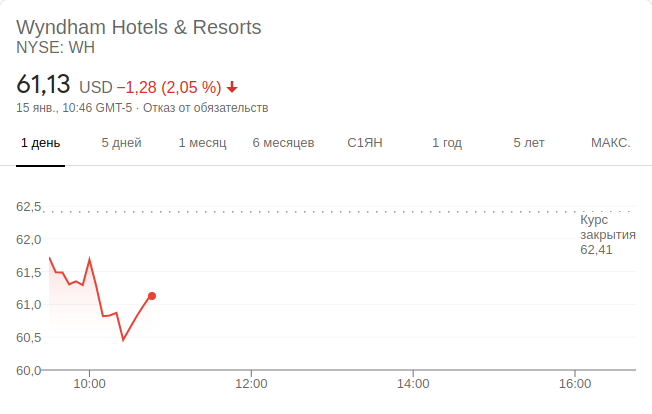 Wyndham Hotels & Resorts
NYSE: WH
61,13 USD −1,28 (2,05 %)
15 янв., 10:46 GMT-5 · Отказ от обязательств
1 день 5 дней 1 месяц 6 месяцев С1ЯН 1 год 5 лет МАКС.
62,5
Курс
закрытия
62,41
62,0
61,5
61,0
60,5
60,0
10:00 12:00 14:00 16:00